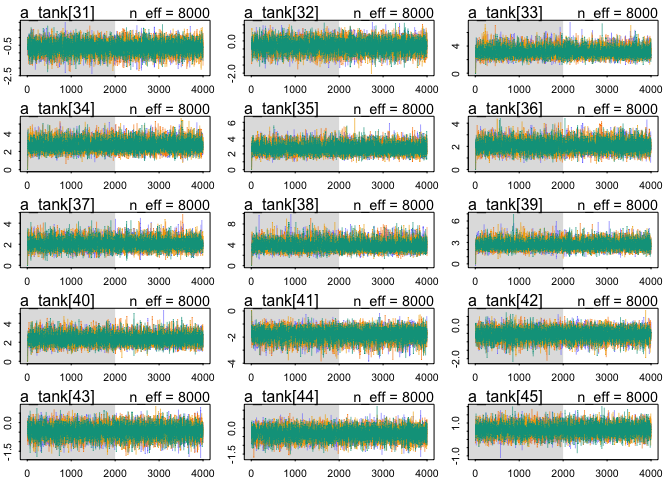 a_tank[31] n_eff = 8000 a_tank[32] n_eff = 8000 a_tank[33] n_eff = 8000
-2.5 -0.5 -2.0 0.0 0 4
0 1000 2000 3000 4000 0 1000 2000 3000 4000 0 1000 2000 3000 4000
a_tank[34] n_eff = 8000 a_tank[35] n_eff = 8000 a_tank[36] n_eff = 8000
0 2 4 0 2 4 6 0 2 4
0 1000 2000 3000 4000 0 1000 2000 3000 4000 0 1000 2000 3000 4000
a_tank[37] n_eff = 8000 a_tank[38] n_eff = 8000 a_tank[39] n_eff = 8000
0 2 4 0 4 8 0 3 6
0 1000 2000 3000 4000 0 1000 2000 3000 4000 0 1000 2000 3000 4000
a_tank[40] n_eff = 8000 a_tank[41] n_eff = 8000 a_tank[42] n_eff = 8000
0 2 4 -4 -2 0 -2.0 0.0
0 1000 2000 3000 4000 0 1000 2000 3000 4000 0 1000 2000 3000 4000
a_tank[43] n_eff = 8000 a_tank[44] n_eff = 8000 a_tank[45] n_eff = 8000
-1.5 0.0 -1.5 0.0 -1.0 1.0
0 1000 2000 3000 4000 0 1000 2000 3000 4000 0 1000 2000 3000 4000